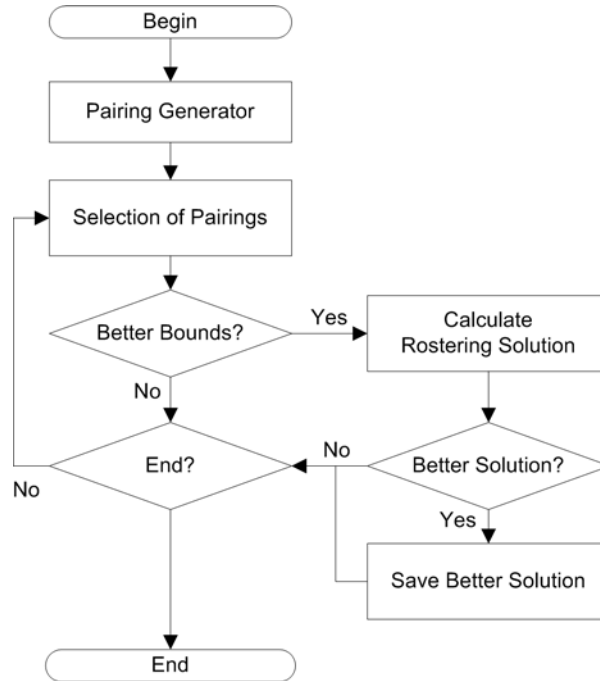 Begin
Pairing Generator
Selection of Pairings
Better Bounds?
Yes
Calculate
Rostering Solution
No
End?
No
No
Better Solution?
Yes
Save Better Solution
End